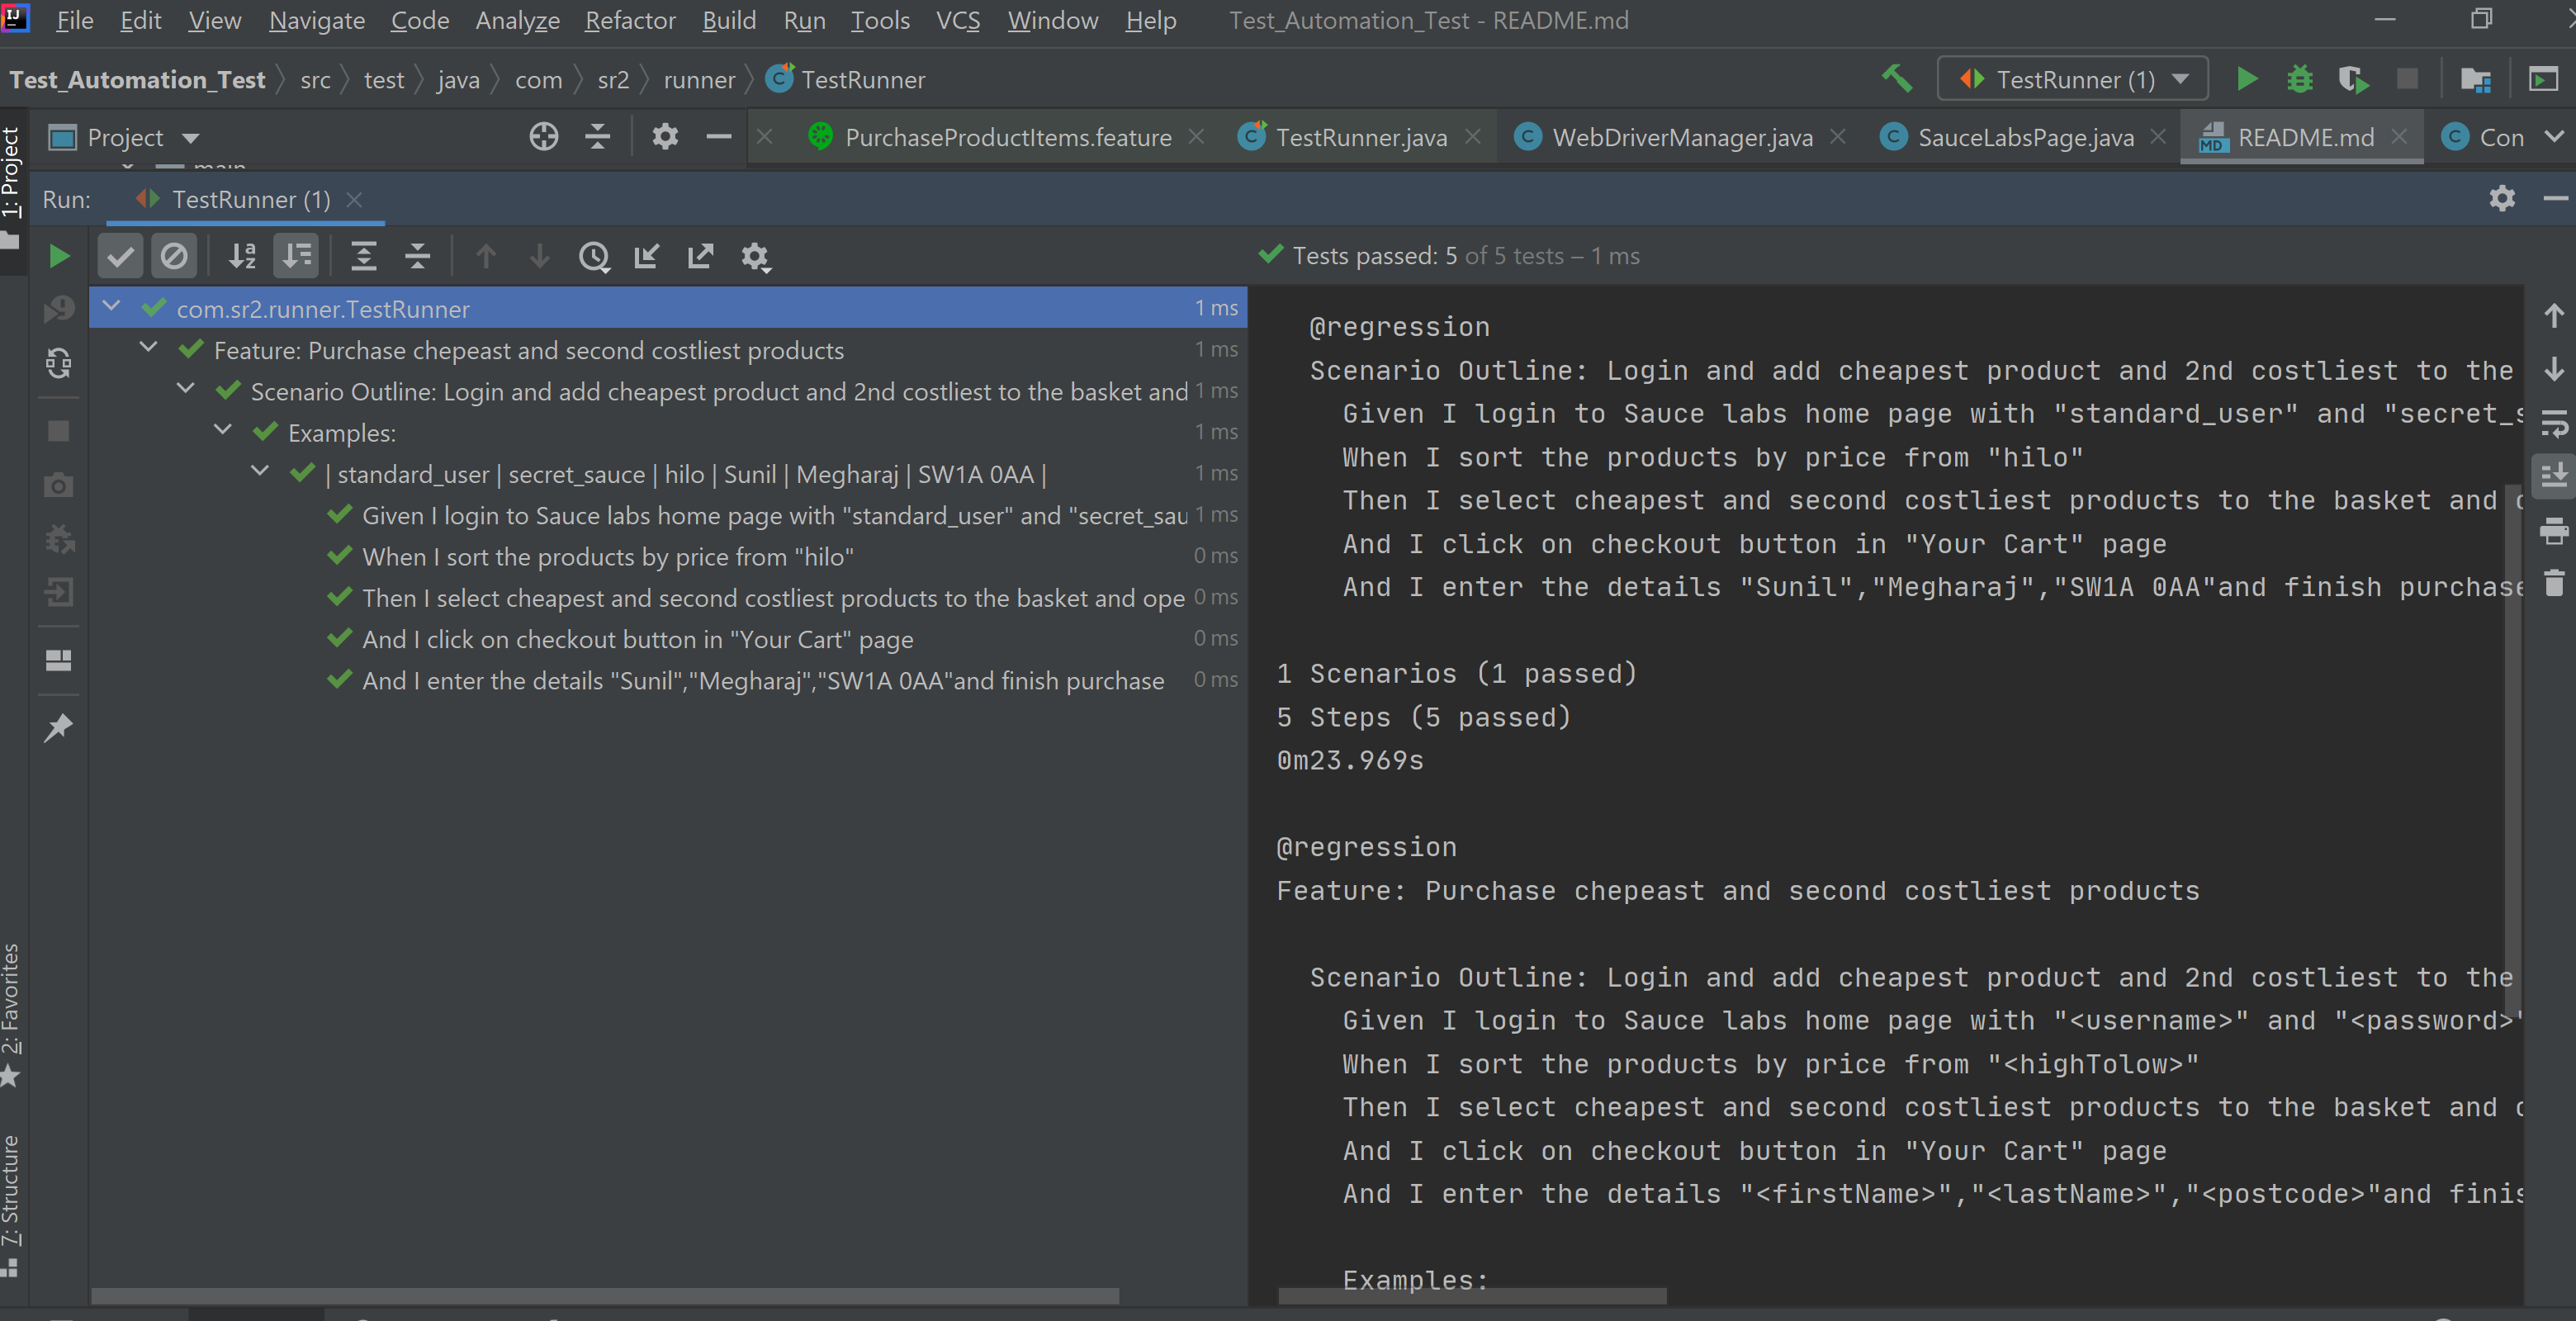 IJ File Edit View Navigate Code Analyze Refactor Build Run Tools VCS Window Help Test_Automation_Test - README.md
Test_Automation_Test src test java com sr2 runner TestRunner TestRunner (1)
1: Project
Project PurchaseProductItems.feature TestRunner.java WebDriverManager.java SauceLabsPage.java README.md Con
main
Run: TestRunner (1)
Tests passed: 5 of 5 tests – 1 ms
com.sr2.runner.TestRunner 1 ms
Feature: Purchase chepeast and second costliest products 1 ms
Scenario Outline: Login and add cheapest product and 2nd costliest to the basket and 1 ms
Examples: 1 ms
| standard_user | secret_sauce | hilo | Sunil | Megharaj | SW1A 0AA | 1 ms
Given I login to Sauce labs home page with "standard_user" and "secret_sau 1 ms
When I sort the products by price from "hilo" 0 ms
Then I select cheapest and second costliest products to the basket and ope 0 ms
And I click on checkout button in "Your Cart" page 0 ms
And I enter the details "Sunil","Megharaj","SW1A 0AA"and finish purchase 0 ms
@regression
Scenario Outline: Login and add cheapest product and 2nd costliest to the
Given I login to Sauce labs home page with "standard_user" and "secret_s
When I sort the products by price from "hilo"
Then I select cheapest and second costliest products to the basket and
And I click on checkout button in "Your Cart" page
And I enter the details "Sunil","Megharaj","SW1A 0AA"and finish purchase
1 Scenarios (1 passed)
5 Steps (5 passed)
0m23.969s
@regression
Feature: Purchase chepeast and second costliest products
Scenario Outline: Login and add cheapest product and 2nd costliest to the
Given I login to Sauce labs home page with "<username>" and "<password>"
When I sort the products by price from "<highTolow>"
Then I select cheapest and second costliest products to the basket and
And I click on checkout button in "Your Cart" page
And I enter the details "<firstName>","<lastName>","<postcode>"and finis
Examples:
2: Favorites
7: Structure